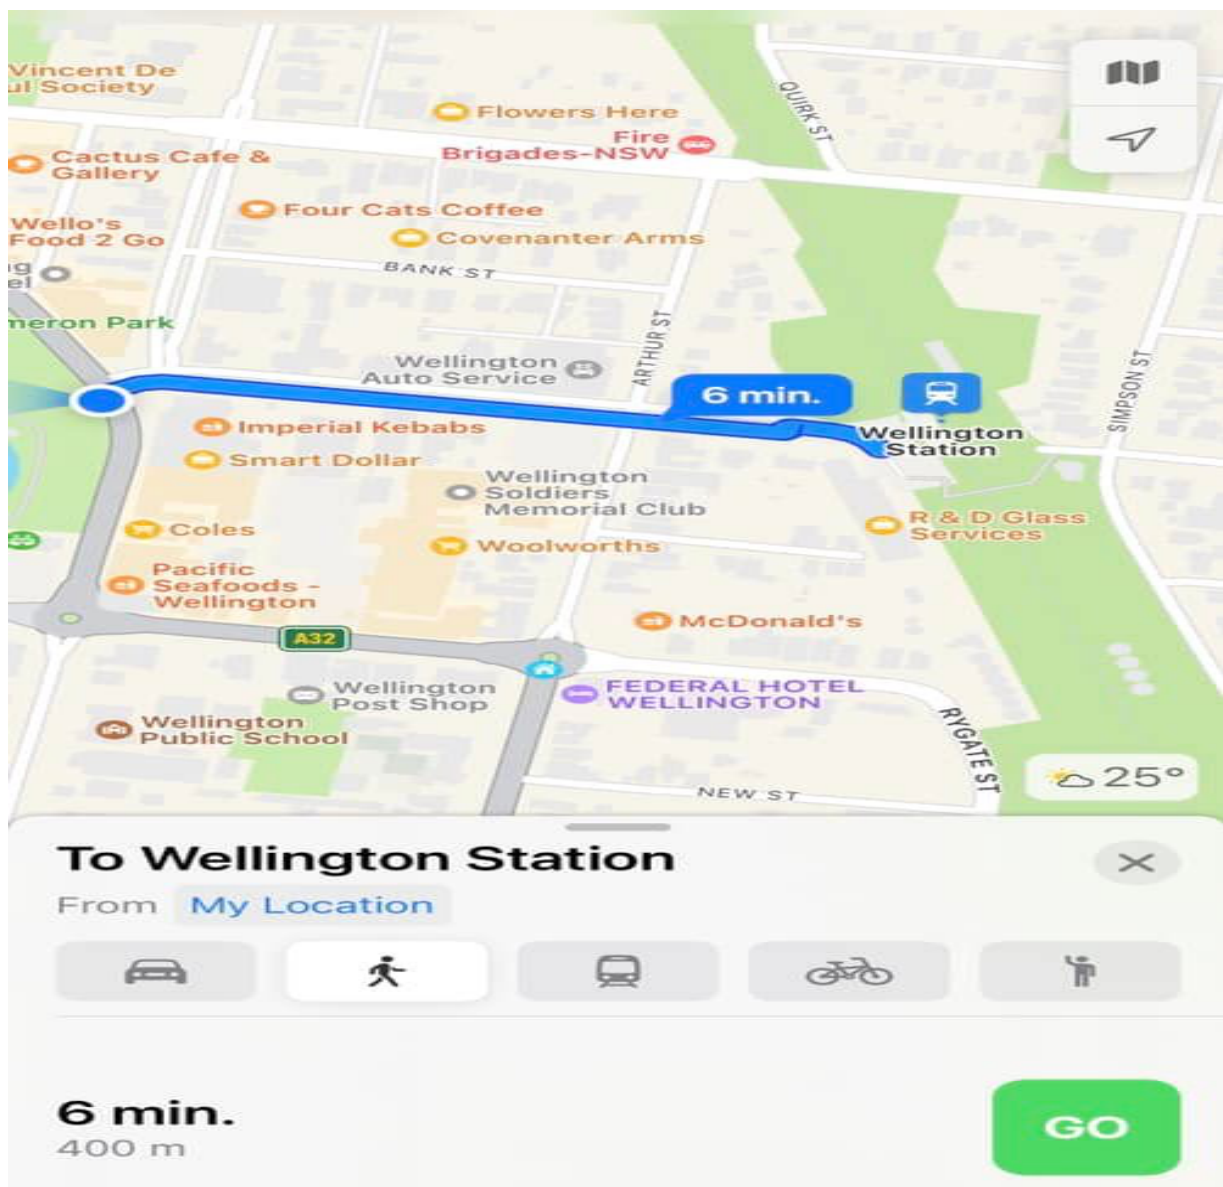 Vincent De
ul Society
Flowers Here
QUIRK ST
Fire
Brigades-NSW
Cactus Cafe &
Gallery
Four Cats Coffee
Wello's
Food 2 Go
Covenanter Arms
BANK ST
ng
el
meron Park
ARTHUR ST
Wellington
Auto Service
SIMPSON ST
6 min.
Imperial Kebabs
Wellington
Station
Smart Dollar
Wellington
Soldiers
Memorial Club
R & D Glass
Services
Coles
Woolworths
Pacific
Seafoods -
Wellington
McDonald's
A32
Wellington
Post Shop
FEDERAL HOTEL
WELLINGTON
Wellington
Public School
RYGATE ST
25°
NEW ST
To Wellington Station
From My Location
6 min.
400 m
GO